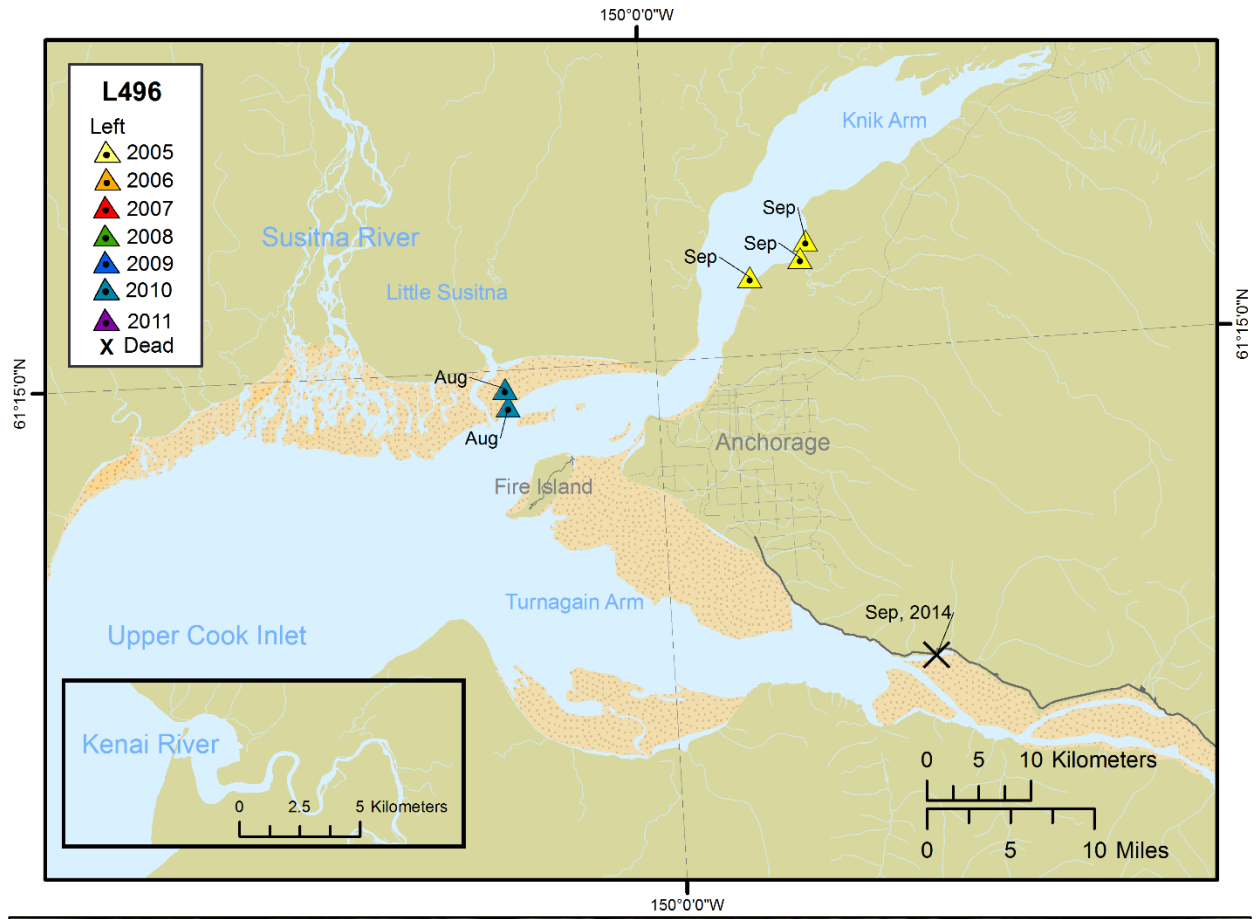 150°0'0"W
L496
Left
2005
2006
2007
2008
2009
2010
2011
X Dead
Knik Arm
Susitna River
Little Susitna
Sep
Sep
Sep
61°15'0"N
61°15'0"N
Aug
Aug
Anchorage
Fire Island
Turnagain Arm
Upper Cook Inlet
Sep, 2014
Kenai River
0 2.5 5 Kilometers
0 5 10 Kilometers
0 5 10 Miles
150°0'0"W